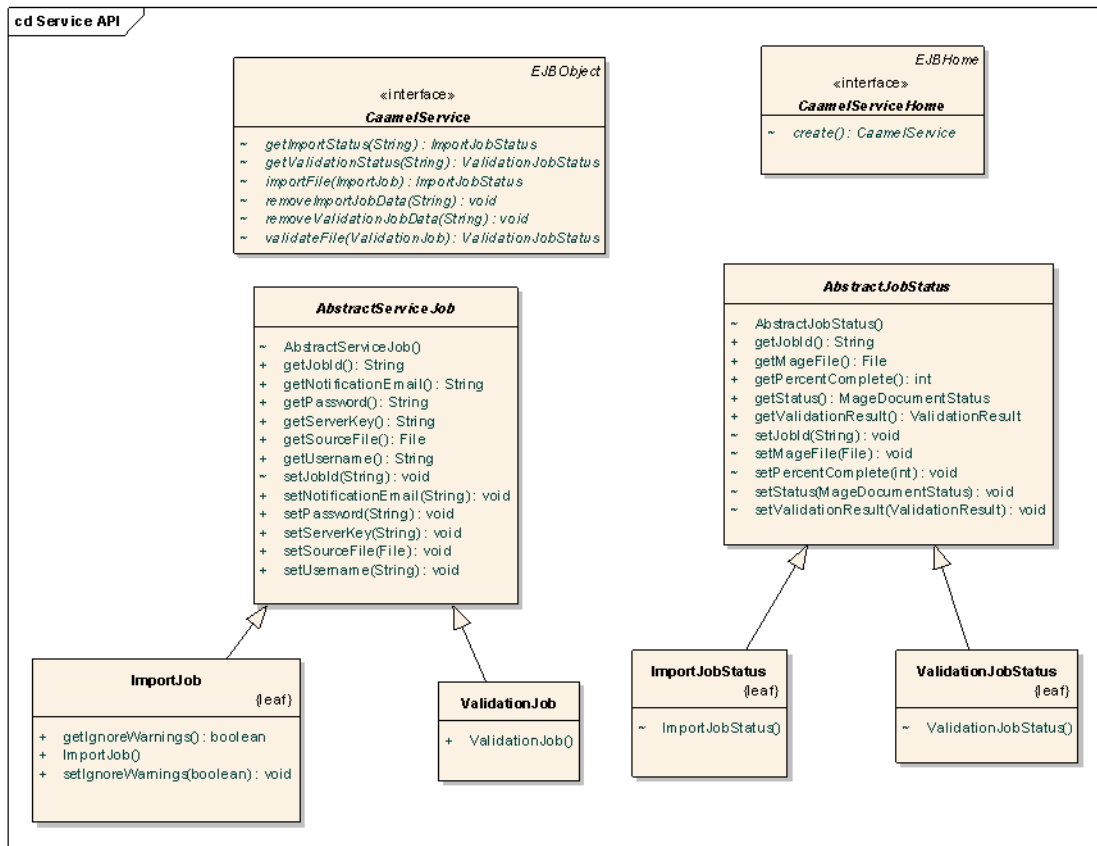 cd Service API
EJBObject
«interface»
CaamelService
~ getImportStatus(String) : ImportJobStatus
~ getValidationStatus(String) : ValidationJobStatus
~ importFile(ImportJob) : ImportJobStatus
~ removeImportJobData(String) : void
~ removeValidationJobData(String) : void
~ validateFile(ValidationJob) : ValidationJobStatus
EJBHome
«interface»
CaamelServiceHome
~ create() : CaamelService
AbstractServiceJob
~ AbstractServiceJob()
+ getJobId() : String
+ getNotificationEmail() : String
+ getPassword() : String
+ getServerKey() : String
+ getSourceFile() : File
+ getUsername() : String
~ setJobId(String) : void
+ setNotificationEmail(String) : void
+ setPassword(String) : void
+ setServerKey(String) : void
+ setSourceFile(File) : void
+ setUsername(String) : void
AbstractJobStatus
~ AbstractJobStatus()
+ getJobId() : String
+ getMageFile() : File
+ getPercentComplete() : int
+ getStatus() : MageDocumentStatus
+ getValidationResult() : ValidationResult
~ setJobId(String) : void
~ setMageFile(File) : void
~ setPercentComplete(int) : void
~ setStatus(MageDocumentStatus) : void
~ setValidationResult(ValidationResult) : void
ImportJob
{leaf}
+ getIgnoreWarnings() : boolean
+ ImportJob()
+ setIgnoreWarnings(boolean) : void
ValidationJob
+ ValidationJob()
ImportJobStatus
{leaf}
~ ImportJobStatus()
ValidationJobStatus
{leaf}
~ ValidationJobStatus()